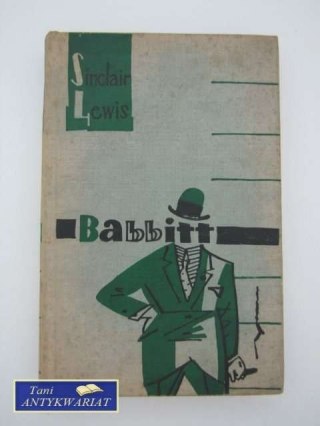 Sinclair
Lewis
Babbitt
Tani
ANTYKWARIAT